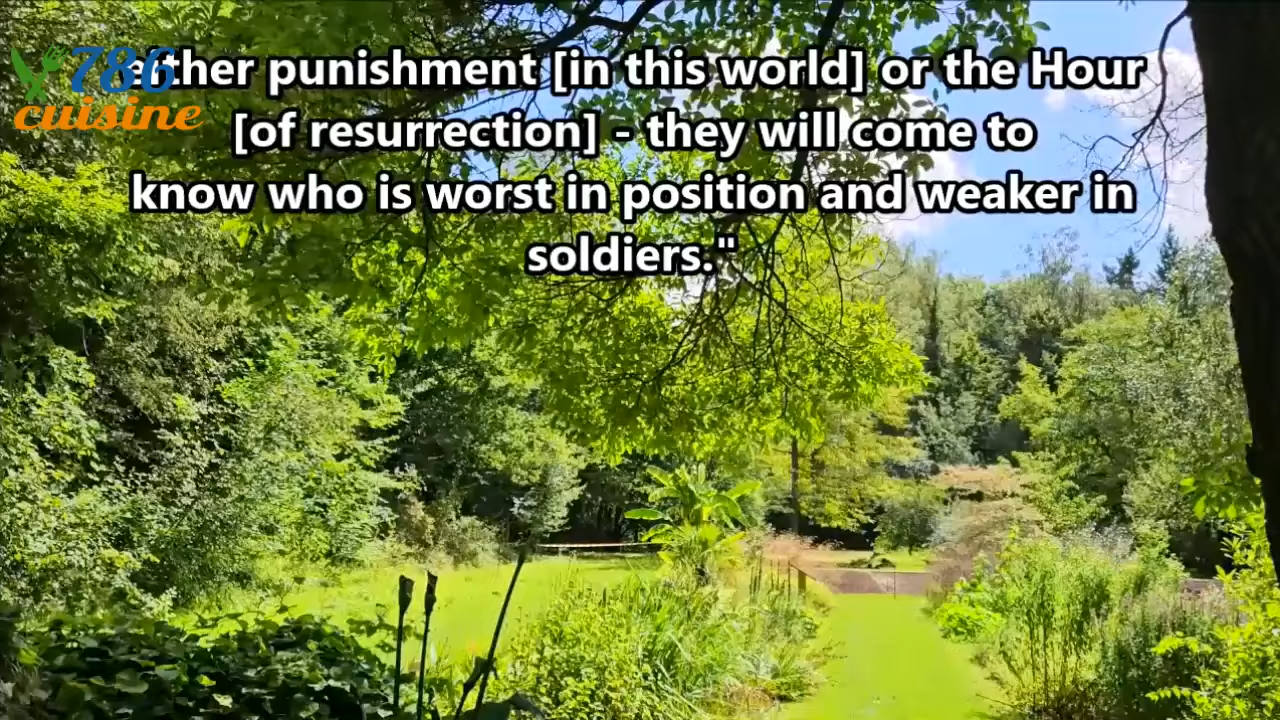 786
cuisine
either punishment [in this world] or the Hour
[of resurrection] - they will come to
know who is worst in position and weaker in
soldiers."